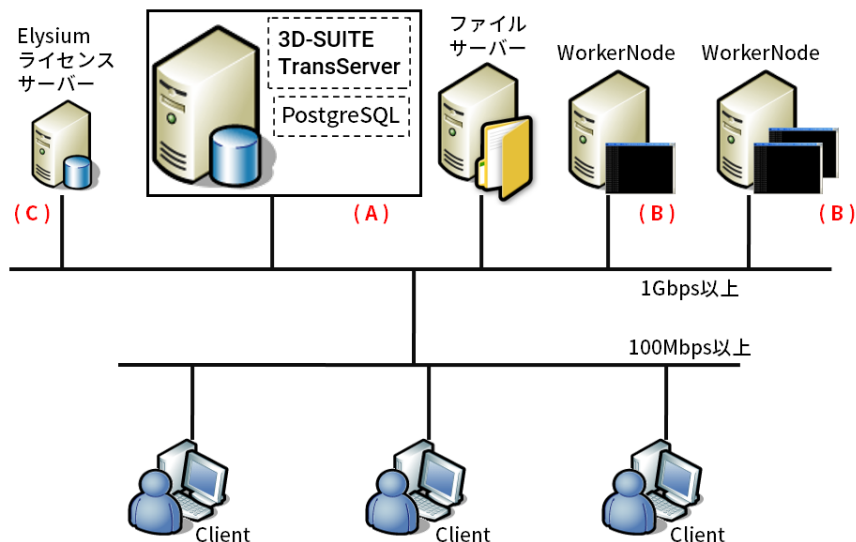 Elysium
ライセンス
サーバー
3D-SUITE
TransServer
PostgreSQL
ファイル
サーバー
WorkerNode
WorkerNode
( C )
( A )
( B )
( B )
1Gbps以上
100Mbps以上
Client
Client
Client